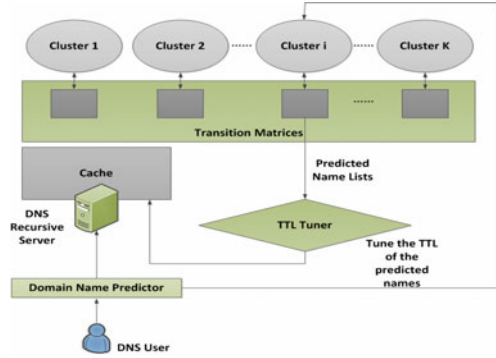 Cluster 1
Cluster 2
......
Cluster i
......
Cluster K
......
Transition Matrices
Predicted
Name Lists
Cache
DNS
Recursive
Server
TTL Tuner
Tune the TTL
of the
predicted
names
Domain Name Predictor
DNS User